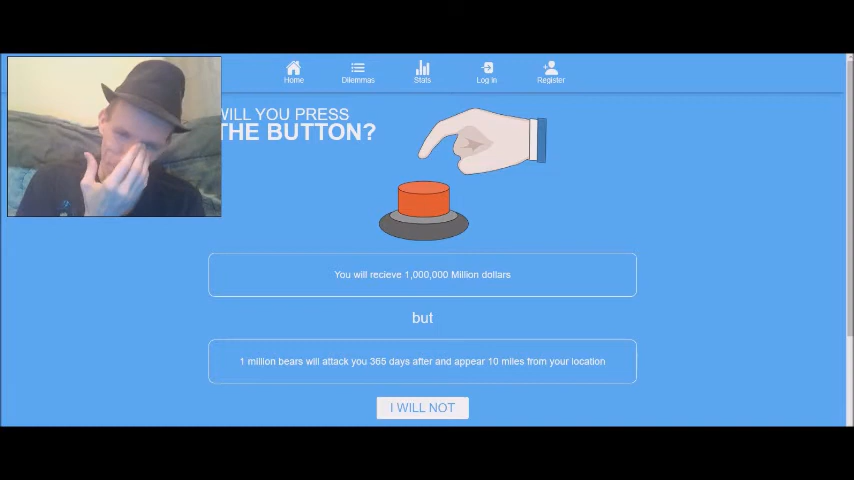 Home
Dilemmas
Stats
Log In
Register
WILL YOU PRESS
THE BUTTON?
You will recieve 1,000,000 Million dollars
but
1 million bears will attack you 365 days after and appear 10 miles from your location
I WILL NOT